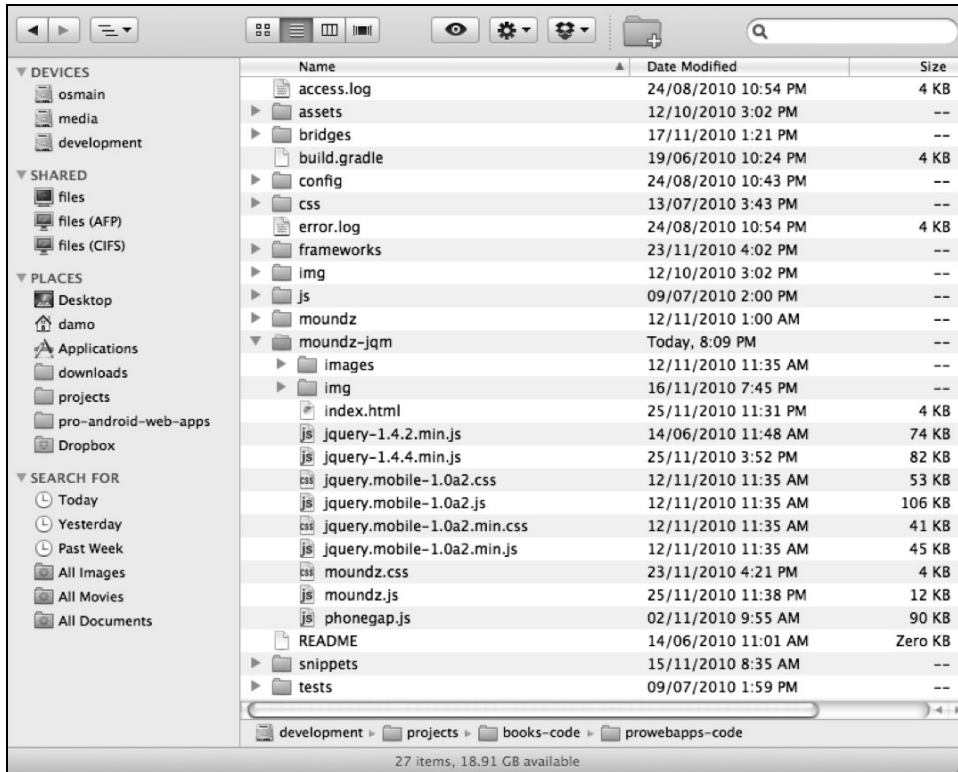 Name Date Modified Size
DEVICES
osmain
media
development
SHARED
files
files (AFP)
files (CIFS)
PLACES
Desktop
damo
Applications
downloads
projects
pro-android-web-apps
Dropbox
SEARCH FOR
Today
Yesterday
Past Week
All Images
All Movies
All Documents
access.log 24/08/2010 10:54 PM 4 KB
assets 12/10/2010 3:02 PM --
bridges 17/11/2010 1:21 PM --
build.gradle 19/06/2010 10:24 PM 4 KB
config 24/08/2010 10:43 PM --
css 13/07/2010 3:43 PM --
error.log 24/08/2010 10:54 PM 4 KB
frameworks 23/11/2010 4:02 PM --
img 12/10/2010 3:02 PM --
js 09/07/2010 2:00 PM --
moundz 12/11/2010 1:00 AM --
moundz-jqm Today, 8:09 PM --
images 12/11/2010 11:35 AM --
img 16/11/2010 7:45 PM --
index.html 25/11/2010 11:31 PM 4 KB
js jquery-1.4.2.min.js 14/06/2010 11:48 AM 74 KB
js jquery-1.4.4.min.js 25/11/2010 3:52 PM 82 KB
css jquery.mobile-1.0a2.css 12/11/2010 11:35 AM 53 KB
js jquery.mobile-1.0a2.js 12/11/2010 11:35 AM 106 KB
css jquery.mobile-1.0a2.min.css 12/11/2010 11:35 AM 41 KB
js jquery.mobile-1.0a2.min.js 12/11/2010 11:35 AM 45 KB
css moundz.css 23/11/2010 4:21 PM 4 KB
js moundz.js 25/11/2010 11:38 PM 12 KB
js phonegap.js 02/11/2010 9:55 AM 90 KB
README 14/06/2010 11:01 AM Zero KB
snippets 15/11/2010 8:35 AM --
tests 09/07/2010 1:59 PM --
development projects books-code prowebapps-code
27 items, 18.91 GB available